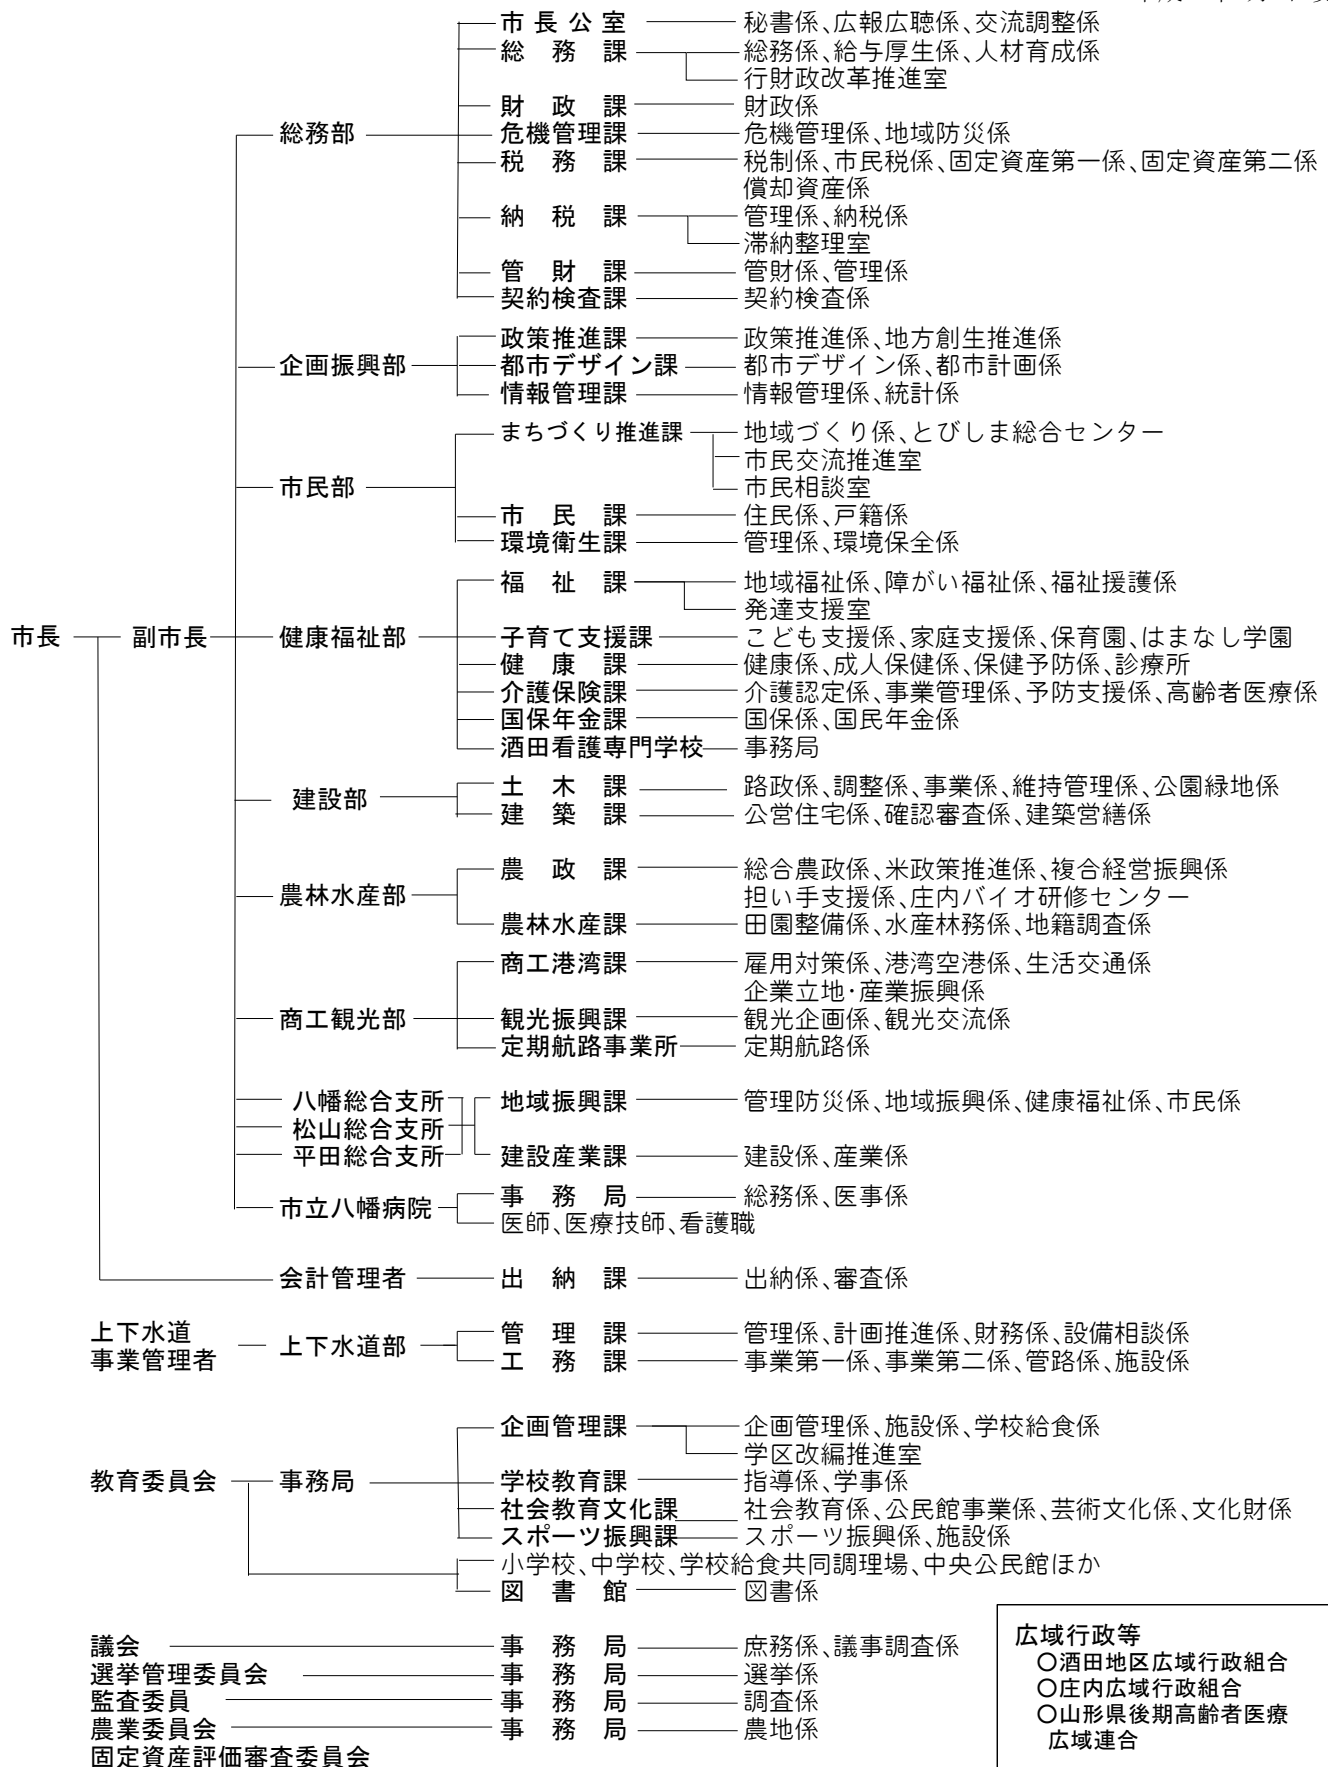 市長公室 秘書係、広報広聴係、交流調整係
総務課 総務係、給与厚生係、人材育成係
行財政改革推進室
財政課 財政係
総務部 危機管理課 危機管理係、地域防災係
税務課 税制係、市民税係、固定資産第一係、固定資産第二係
償却資産係
納税課 管理係、納税係
滞納整理室
管財課 管財係、管理係
契約検査課 契約検査係
政策推進課 政策推進係、地方創生推進係
企画振興部 都市デザイン課 都市デザイン係、都市計画係
情報管理課 情報管理係、統計係
まちづくり推進課 地域づくり係、とびしま総合センター
市民交流推進室
市民部 市民相談室
市民課 住民係、戸籍係
環境衛生課 管理係、環境保全係
福祉課 地域福祉係、障がい福祉係、福祉援護係
発達支援室
市長 副市長 健康福祉部 子育て支援課 こども支援係、家庭支援係、保育園、はまなし学園
健康課 健康係、成人保健係、保健予防係、診療所
介護保険課 介護認定係、事業管理係、予防支援係、高齢者医療係
国保年金課 国保係、国民年金係
酒田看護専門学校 事務局
建設部 土木課 路政係、調整係、事業係、維持管理係、公園緑地係
建築課 公営住宅係、確認審査係、建築営繕係
農政課 総合農政係、米政策推進係、複合経営振興係
農林水産部 担い手支援係、庄内バイオ研修センター
農林水産課 田園整備係、水産林務係、地籍調査係
商工港湾課 雇用対策係、港湾空港係、生活交通係
企業立地・産業振興係
商工観光部 観光振興課 観光企画係、観光交流係
定期航路事業所 定期航路係
八幡総合支所 地域振興課 管理防災係、地域振興係、健康福祉係、市民係
松山総合支所
平田総合支所 建設産業課 建設係、産業係
市立八幡病院 事務局 総務係、医事係
医師、医療技師、看護職
会計管理者 出納課 出納係、審査係
上下水道
事業管理者 上下水道部 管理課 管理係、計画推進係、財務係、設備相談係
工務課 事業第一係、事業第二係、管路係、施設係
企画管理課 企画管理係、施設係、学校給食係
学区改編推進室
教育委員会 事務局 学校教育課 指導係、学事係
社会教育文化課 社会教育係、公民館事業係、芸術文化係、文化財係
スポーツ振興課 スポーツ振興係、施設係
小学校、中学校、学校給食共同調理場、中央公民館ほか
図書館 図書係
議会 事務局 庶務係、議事調査係
選挙管理委員会 事務局 選挙係
監査委員 事務局 調査係
農業委員会 事務局 農地係
固定資産評価審査委員会
広域行政等
○酒田地区広域行政組合
○庄内広域行政組合
○山形県後期高齢者医療
広域連合